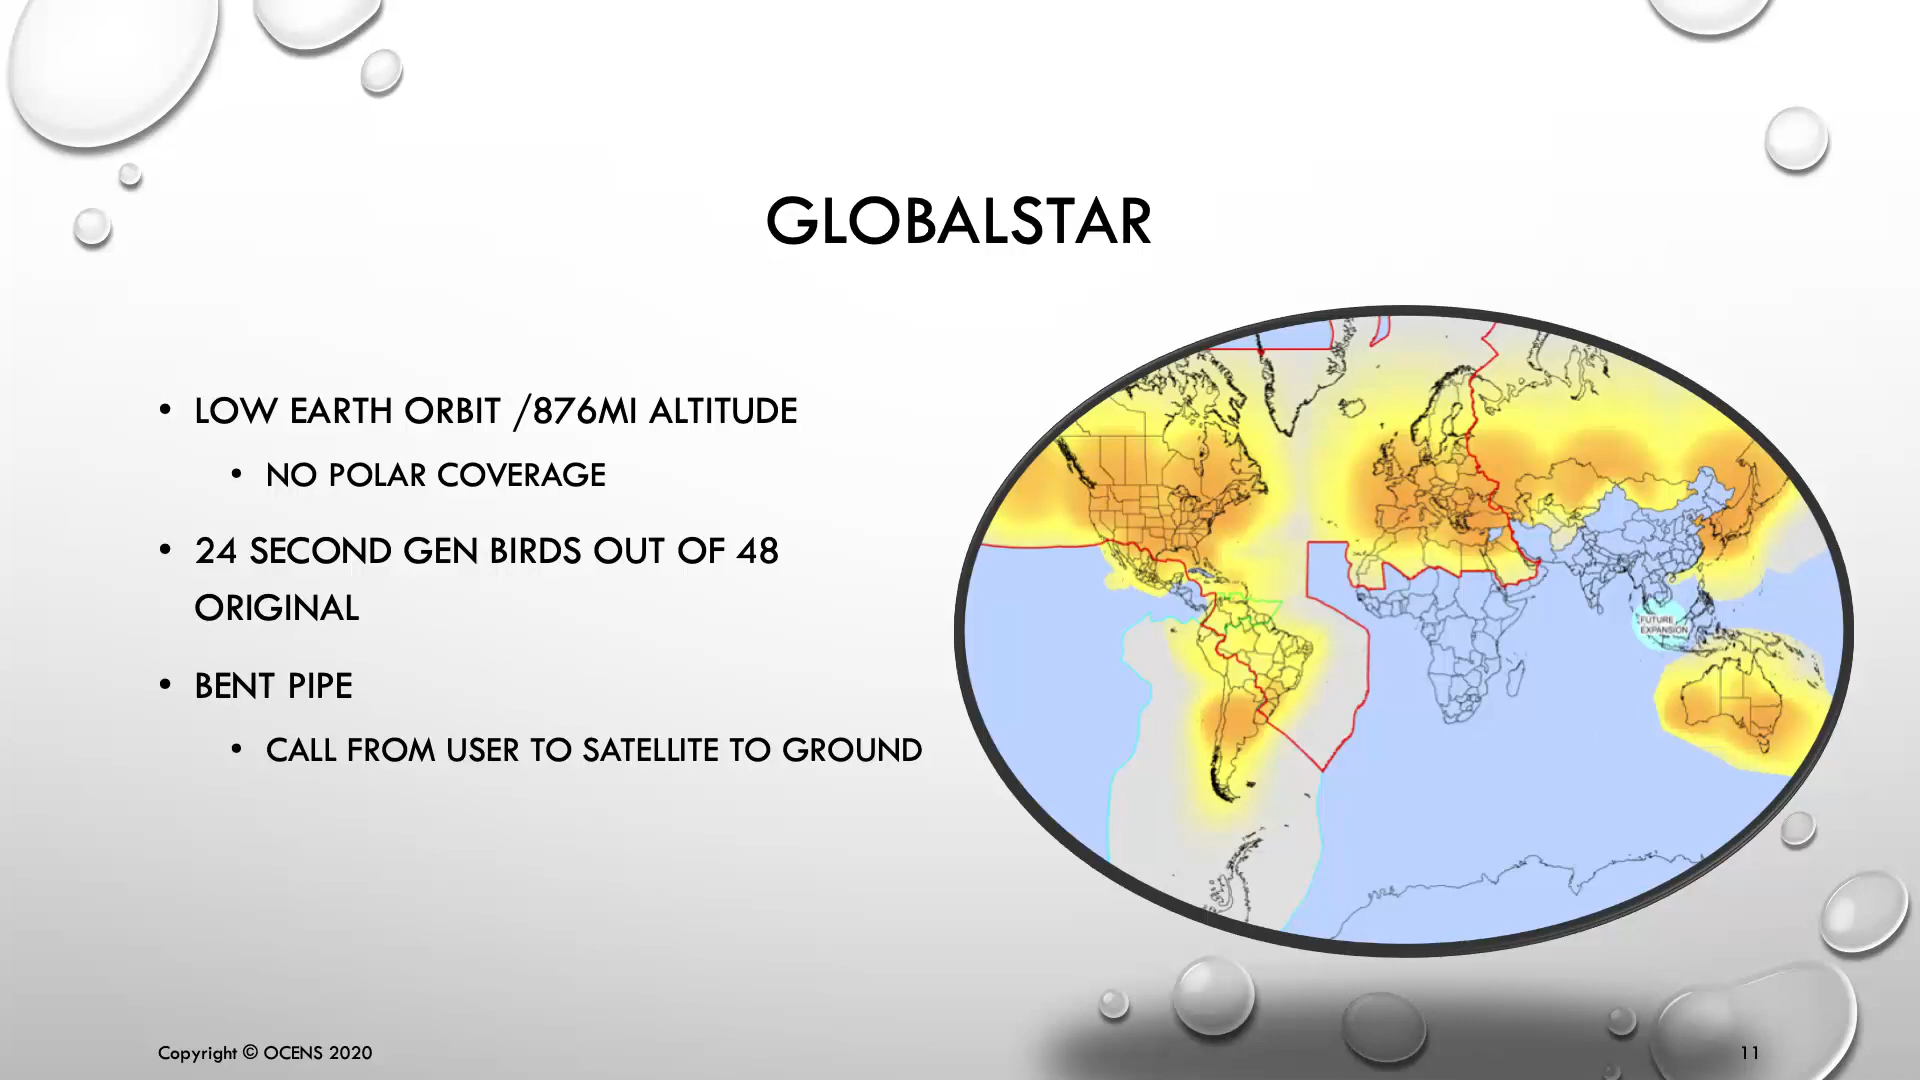 GLOBALSTAR
• LOW EARTH ORBIT /876MI ALTITUDE
• NO POLAR COVERAGE
• 24 SECOND GEN BIRDS OUT OF 48
ORIGINAL
• BENT PIPE
• CALL FROM USER TO SATELLITE TO GROUND
FUTURE
EXPANSION
Copyright © OCENS 2020
11